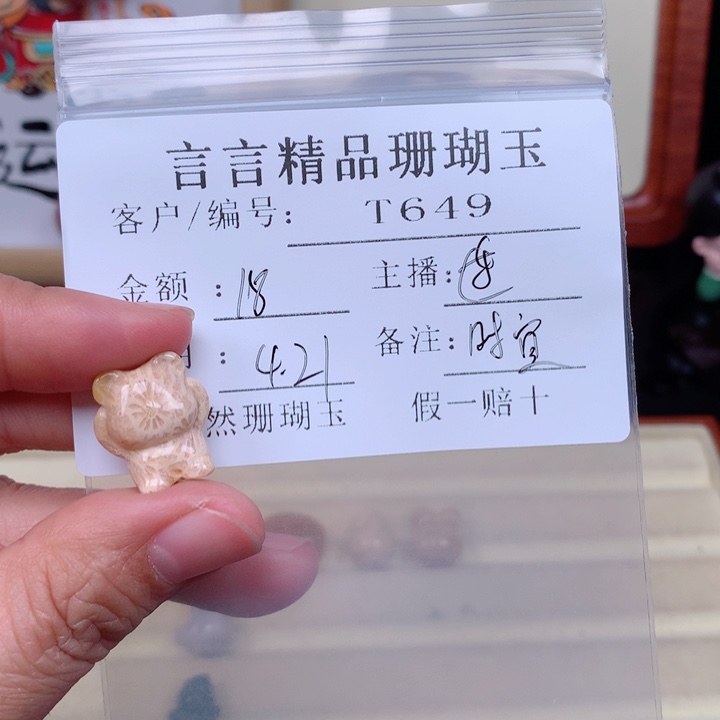 运
言言精品珊瑚玉
客户/编号: T649
金额:18 主播:
:4.21 备注:
然珊瑚玉 假一赔十